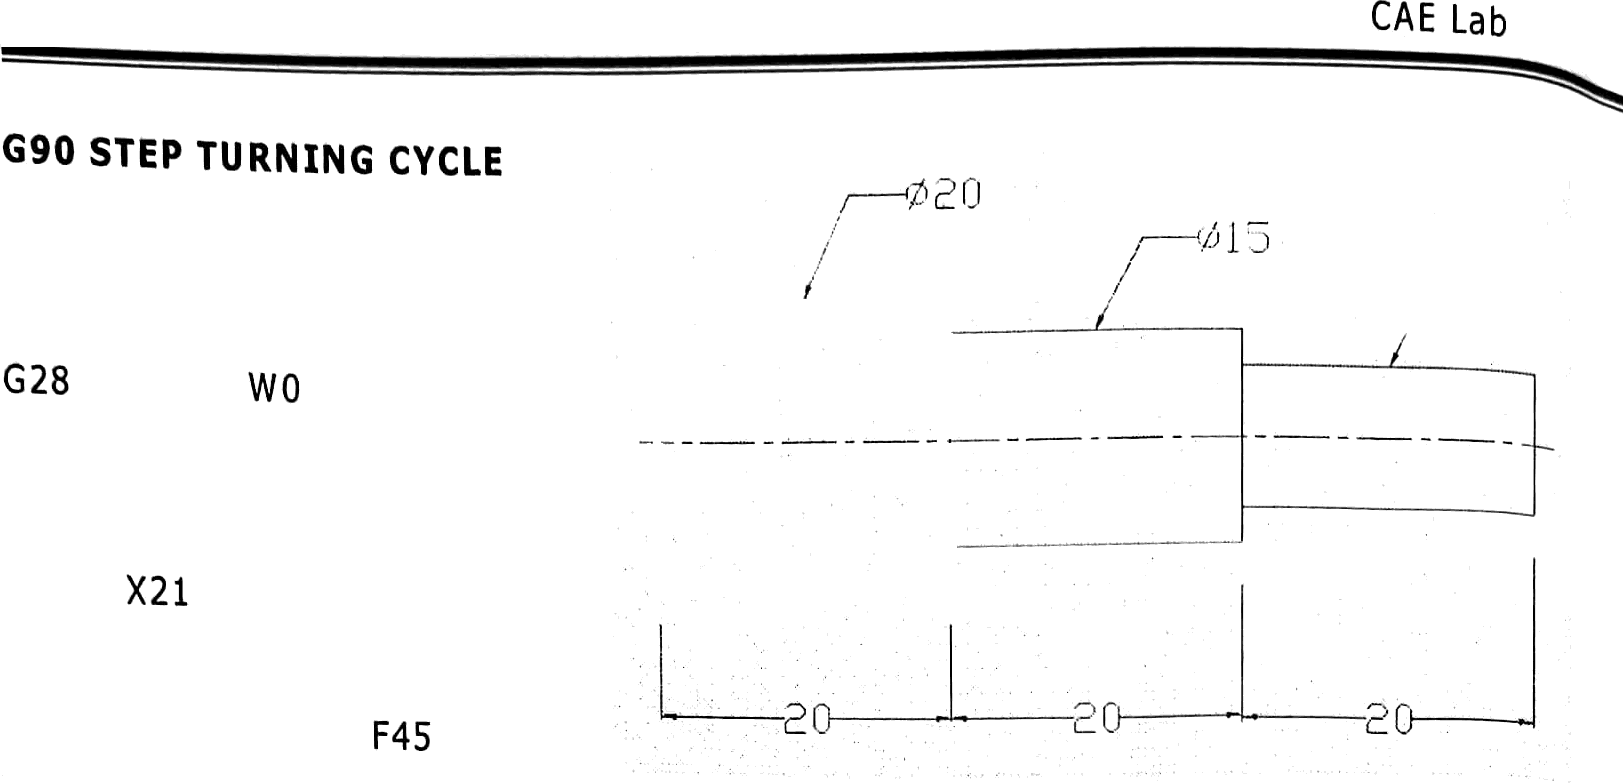 CAE Lab
G90 STEP TURNING CYCLE
ø20
ø15
G28 W0
X21
F45
20 20 20